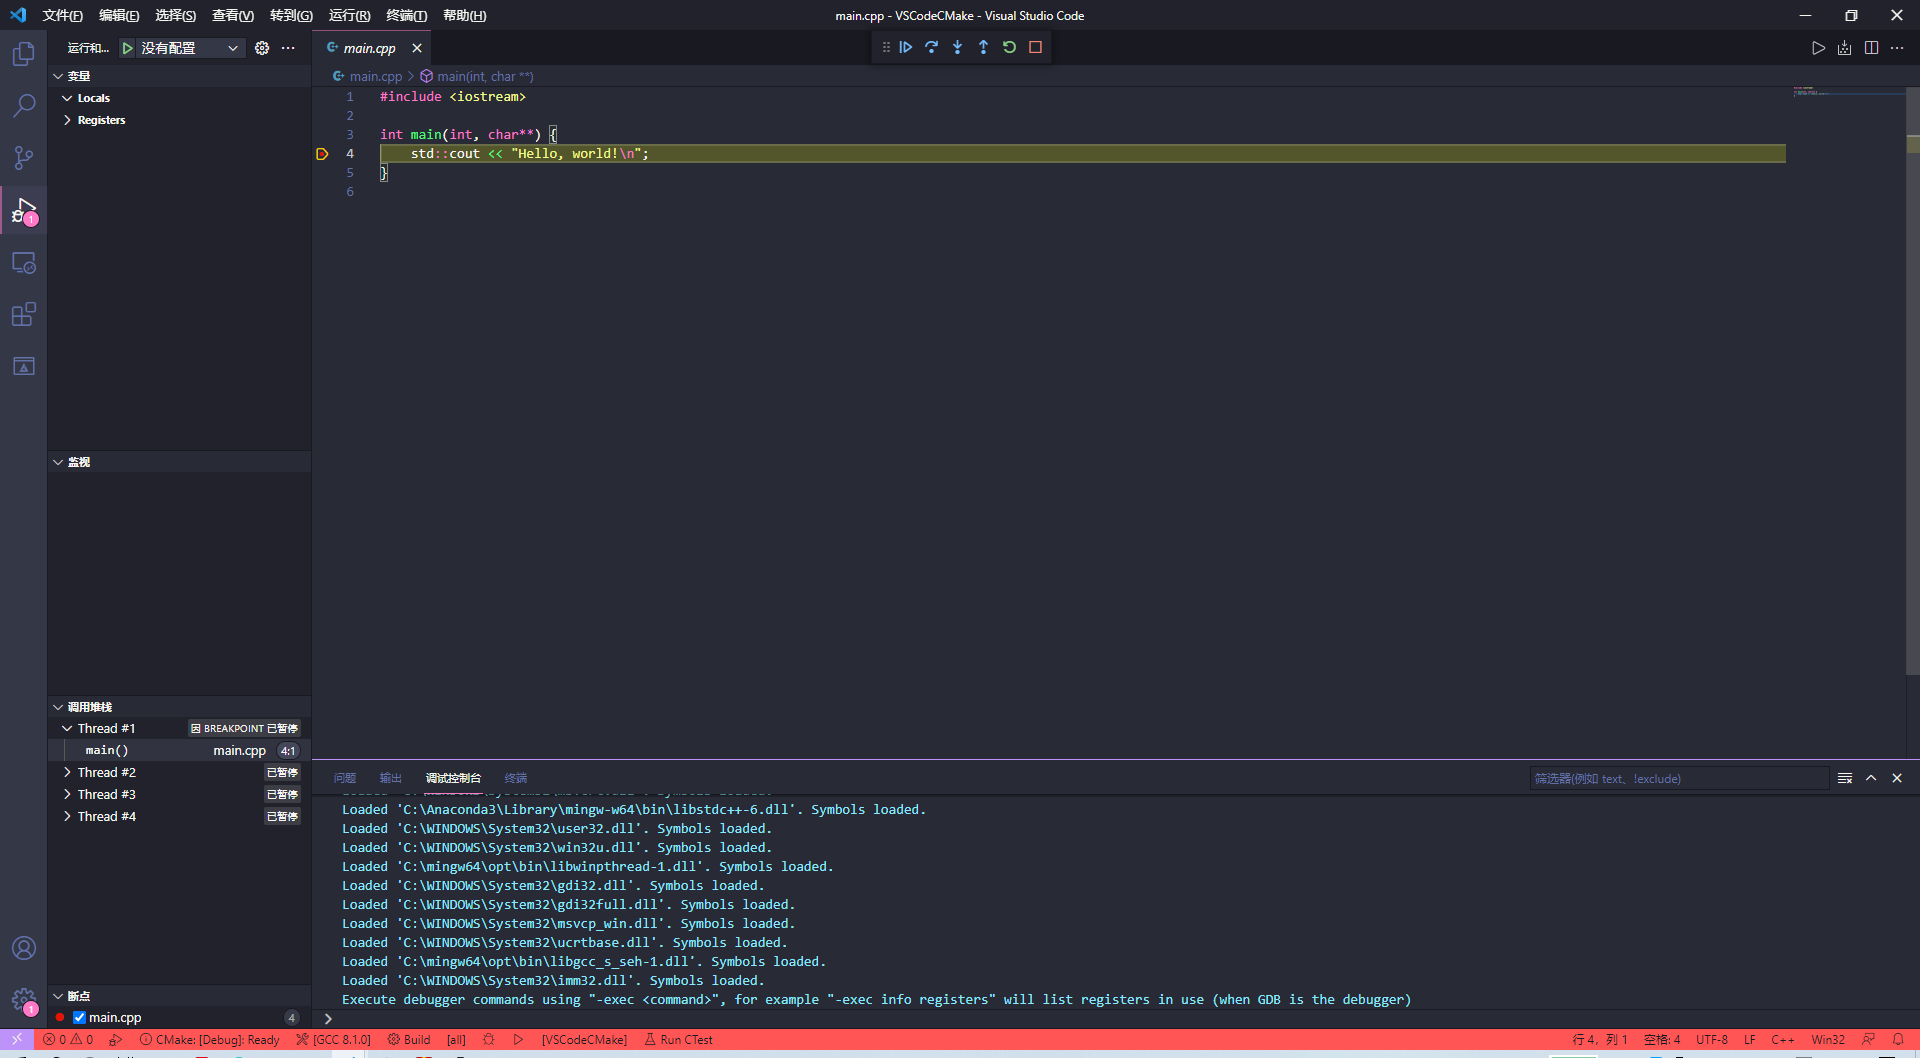 文件(F) 编辑(E) 选择(S) 查看(V) 转到(G) 运行(R) 终端(T) 帮助(H)
main.cpp - VSCodeCMake - Visual Studio Code
运行和... 没有配置
main.cpp
main.cpp > main(int, char **)
变量
Locals
Registers
1 #include <iostream>
2
3 int main(int, char**) {
4     std::cout << "Hello, world!\n";
5 }
6
1
监视
调用堆栈
Thread #1 因 BREAKPOINT 已暂停
main() main.cpp 4:1
Thread #2 已暂停
Thread #3 已暂停
Thread #4 已暂停
断点
main.cpp 4
1
问题 输出 调试控制台 终端
筛选器(例如 text、!exclude)
Loaded 'C:\Anaconda3\Library\mingw-w64\bin\libstdc++-6.dll'. Symbols loaded.
Loaded 'C:\WINDOWS\System32\user32.dll'. Symbols loaded.
Loaded 'C:\WINDOWS\System32\win32u.dll'. Symbols loaded.
Loaded 'C:\mingw64\opt\bin\libwinpthread-1.dll'. Symbols loaded.
Loaded 'C:\WINDOWS\System32\gdi32.dll'. Symbols loaded.
Loaded 'C:\WINDOWS\System32\gdi32full.dll'. Symbols loaded.
Loaded 'C:\WINDOWS\System32\msvcp_win.dll'. Symbols loaded.
Loaded 'C:\WINDOWS\System32\ucrtbase.dll'. Symbols loaded.
Loaded 'C:\mingw64\opt\bin\libgcc_s_seh-1.dll'. Symbols loaded.
Loaded 'C:\WINDOWS\System32\imm32.dll'. Symbols loaded.
Execute debugger commands using "-exec <command>", for example "-exec info registers" will list registers in use (when GDB is the debugger)
0 0 CMake: [Debug]: Ready [GCC 8.1.0] Build [all] [VSCodeCMake] Run CTest
行 4, 列 1 空格: 4 UTF-8 LF C++ Win32